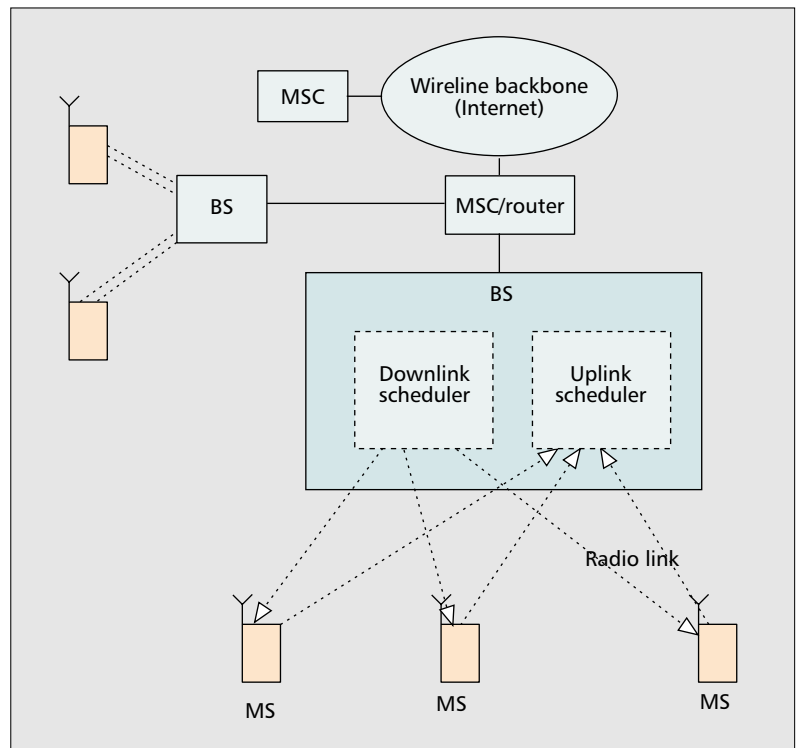 MSC
Wireline backbone
(Internet)
BS
MSC/router
BS
Downlink
scheduler
Uplink
scheduler
Radio link
MS
MS
MS